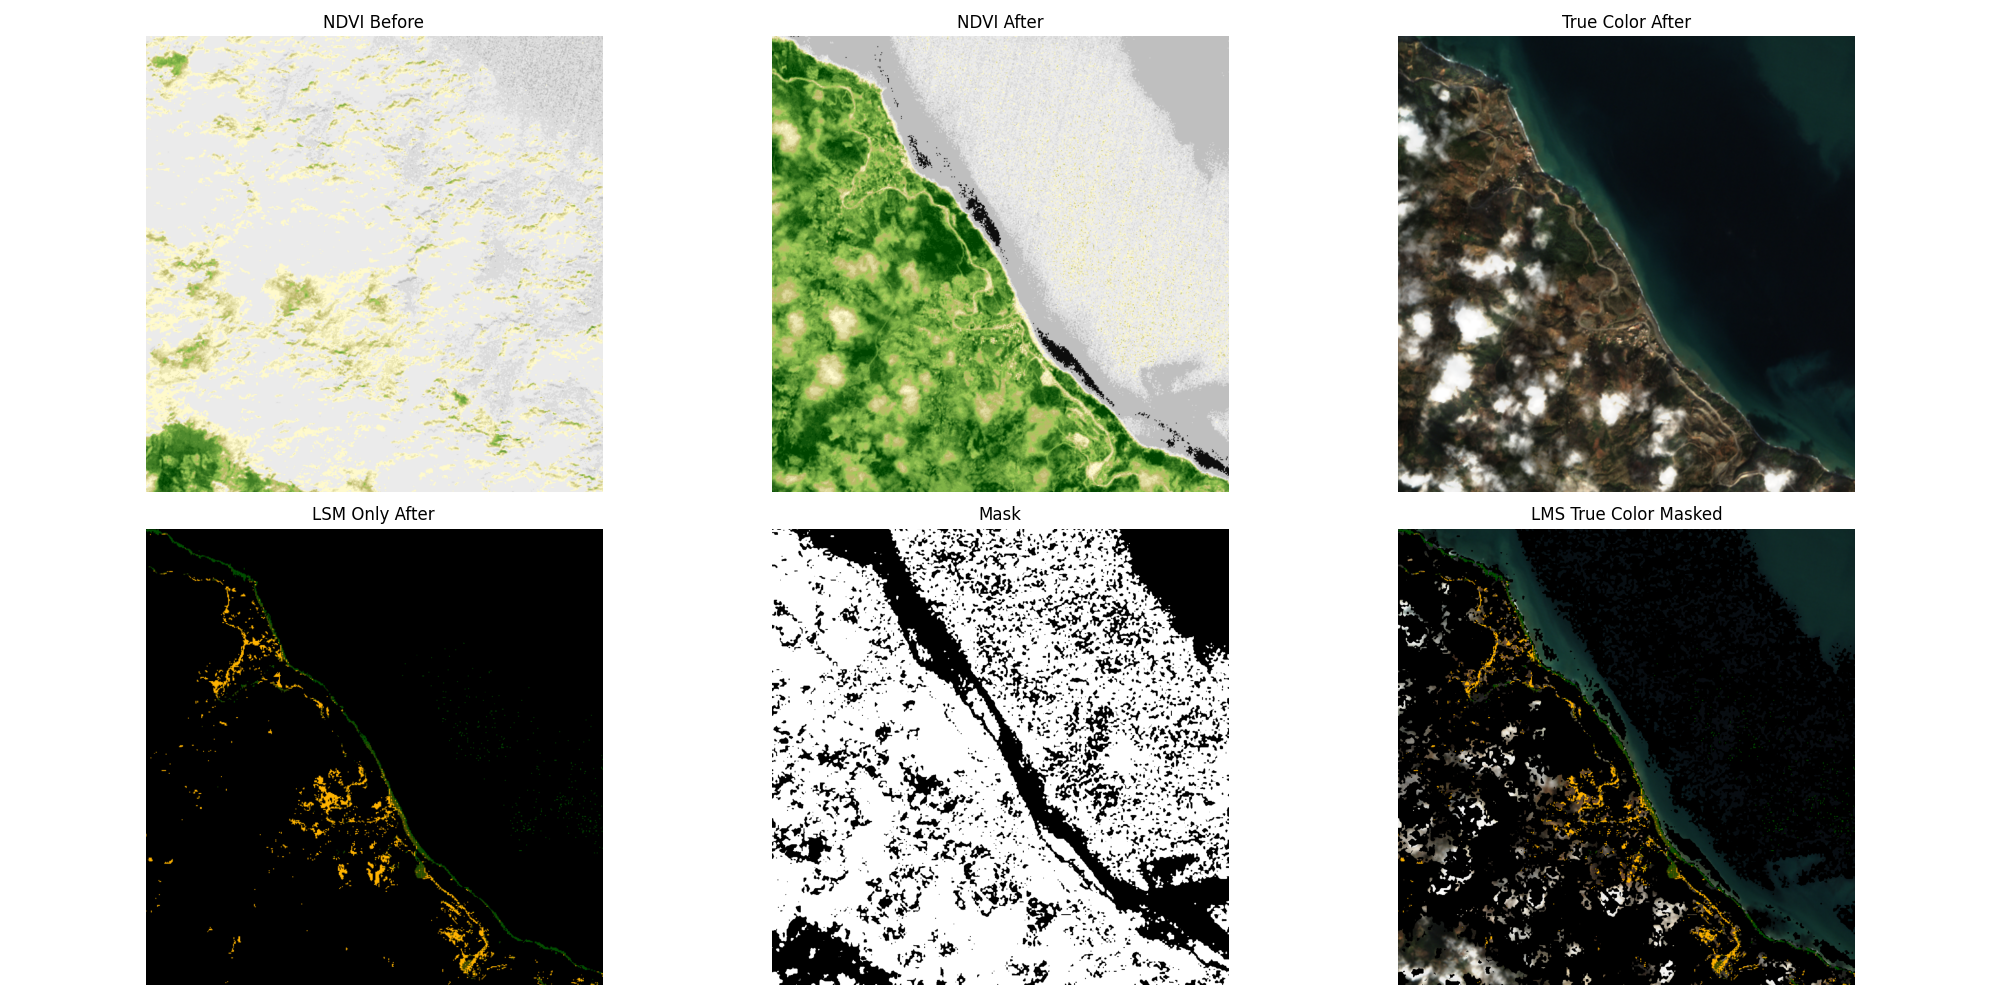 NDVI Before
NDVI After
True Color After
LSM Only After
Mask
LMS True Color Masked